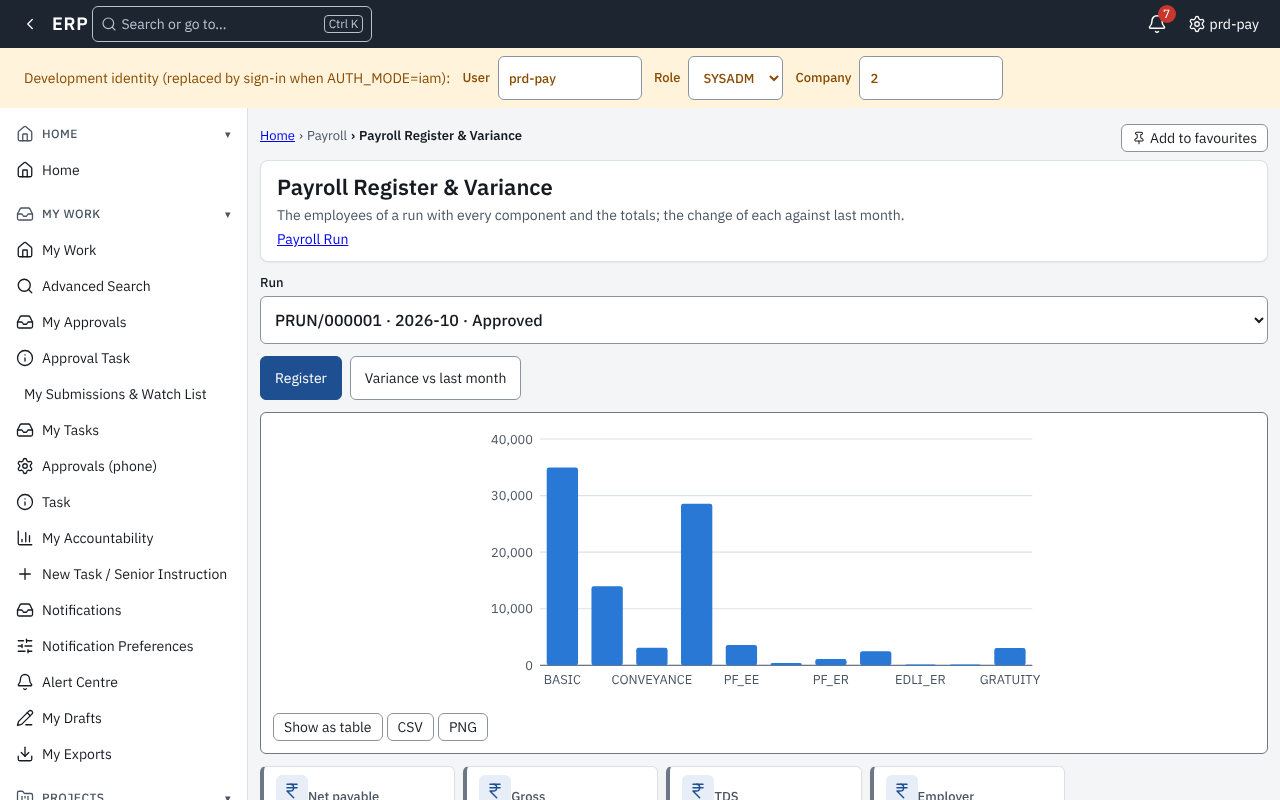 ERP
Search or go to...
Ctrl K
7
prd-pay
Development identity (replaced by sign-in when AUTH_MODE=iam):
User
prd-pay
Role
SYSADM
Company
2
HOME
Home
MY WORK
My Work
Advanced Search
My Approvals
Approval Task
My Submissions & Watch List
My Tasks
Approvals (phone)
Task
My Accountability
New Task / Senior Instruction
Notifications
Notification Preferences
Alert Centre
My Drafts
My Exports
PROJECTS
Home › Payroll › Payroll Register & Variance
Add to favourites
Payroll Register & Variance
The employees of a run with every component and the totals; the change of each against last month.
Payroll Run
Run
PRUN/000001 · 2026-10 · Approved
Register
Variance vs last month
40,000
30,000
20,000
10,000
0
BASIC
CONVEYANCE
PF_EE
PF_ER
EDLI_ER
GRATUITY
Show as table
CSV
PNG
₹ Net payable
₹ Gross
₹ TDS
₹ Employer